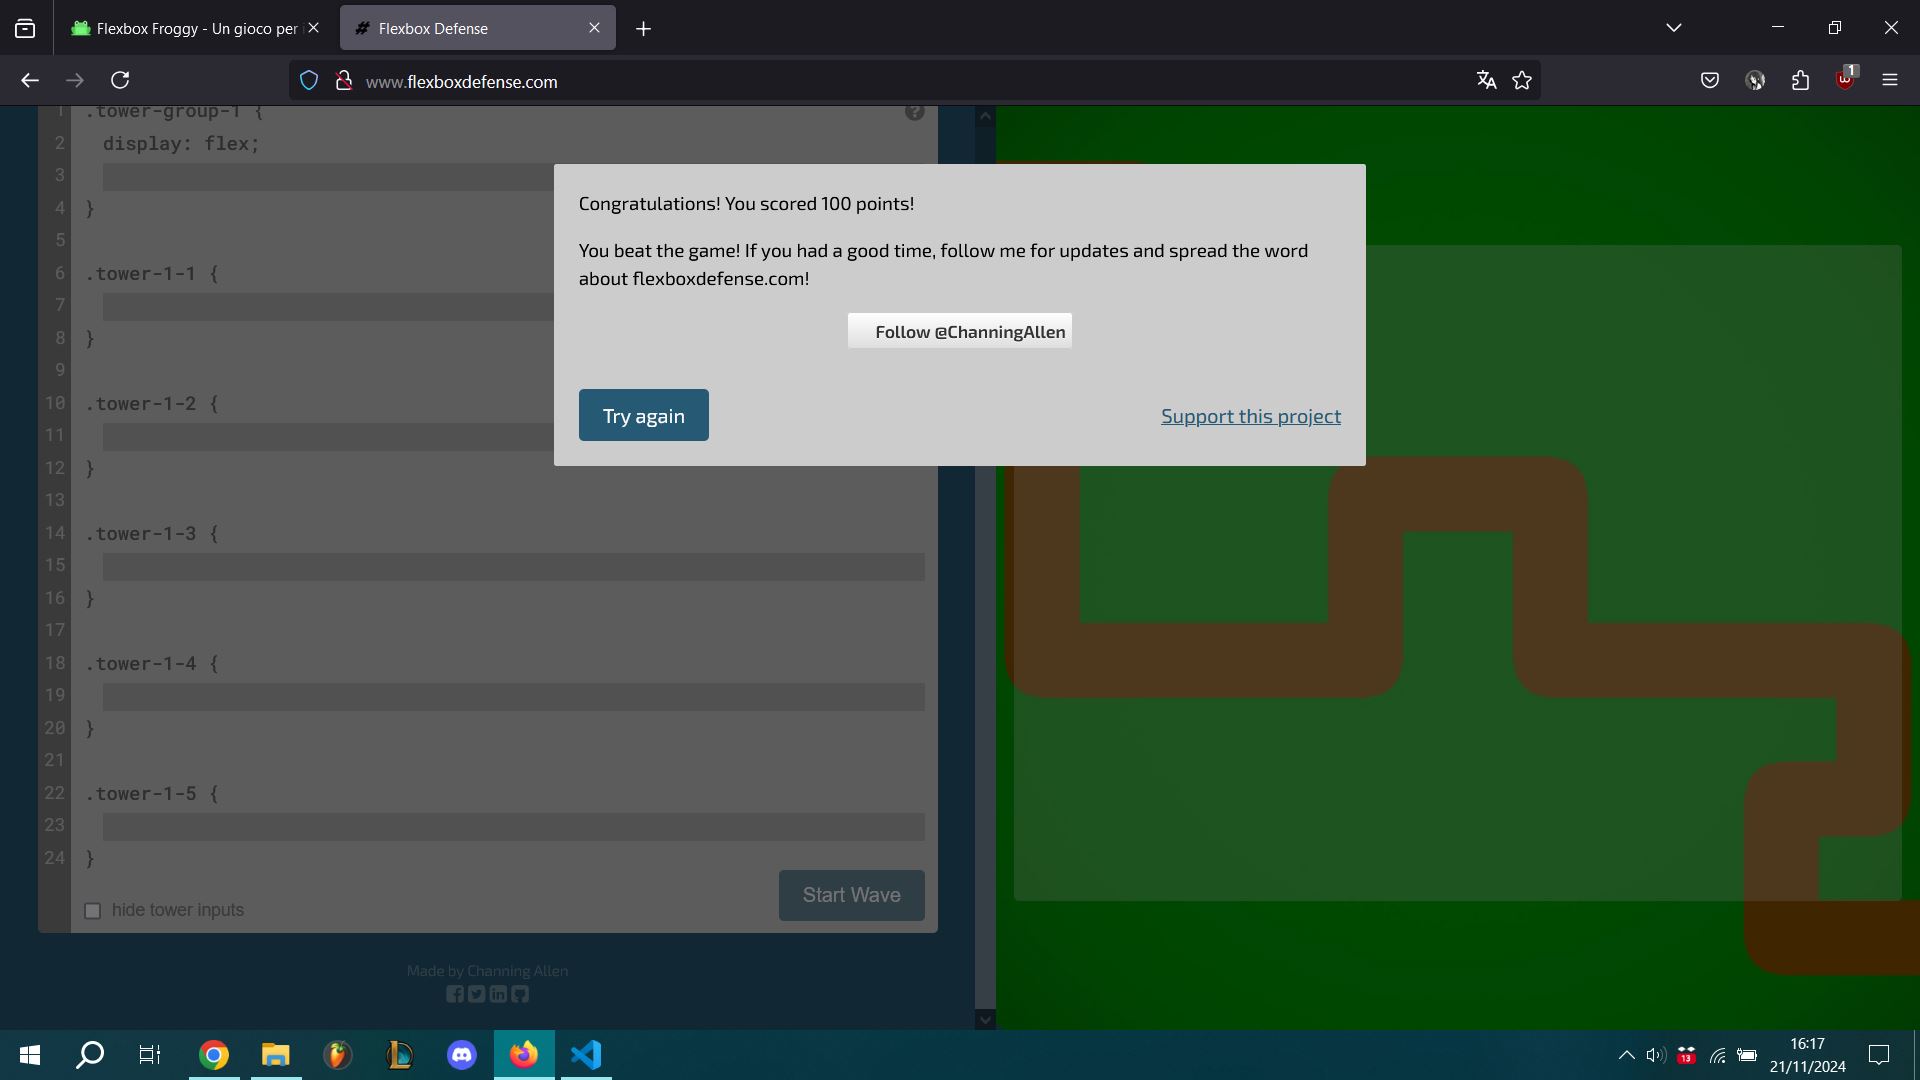 Flexbox Froggy - Un gioco per i
Flexbox Defense
www.flexboxdefense.com
1
1 .tower-group-1 {
2 display: flex;
3
4 }
5
6 .tower-1-1 {
7
8 }
9
10 .tower-1-2 {
11
12 }
13
14 .tower-1-3 {
15
16 }
17
18 .tower-1-4 {
19
20 }
21
22 .tower-1-5 {
23
24 }
?
Congratulations! You scored 100 points!
You beat the game! If you had a good time, follow me for updates and spread the word
about flexboxdefense.com!
Follow @ChanningAllen
Try again
Support this project
hide tower inputs
Start Wave
Made by Channing Allen
13
16:17
21/11/2024